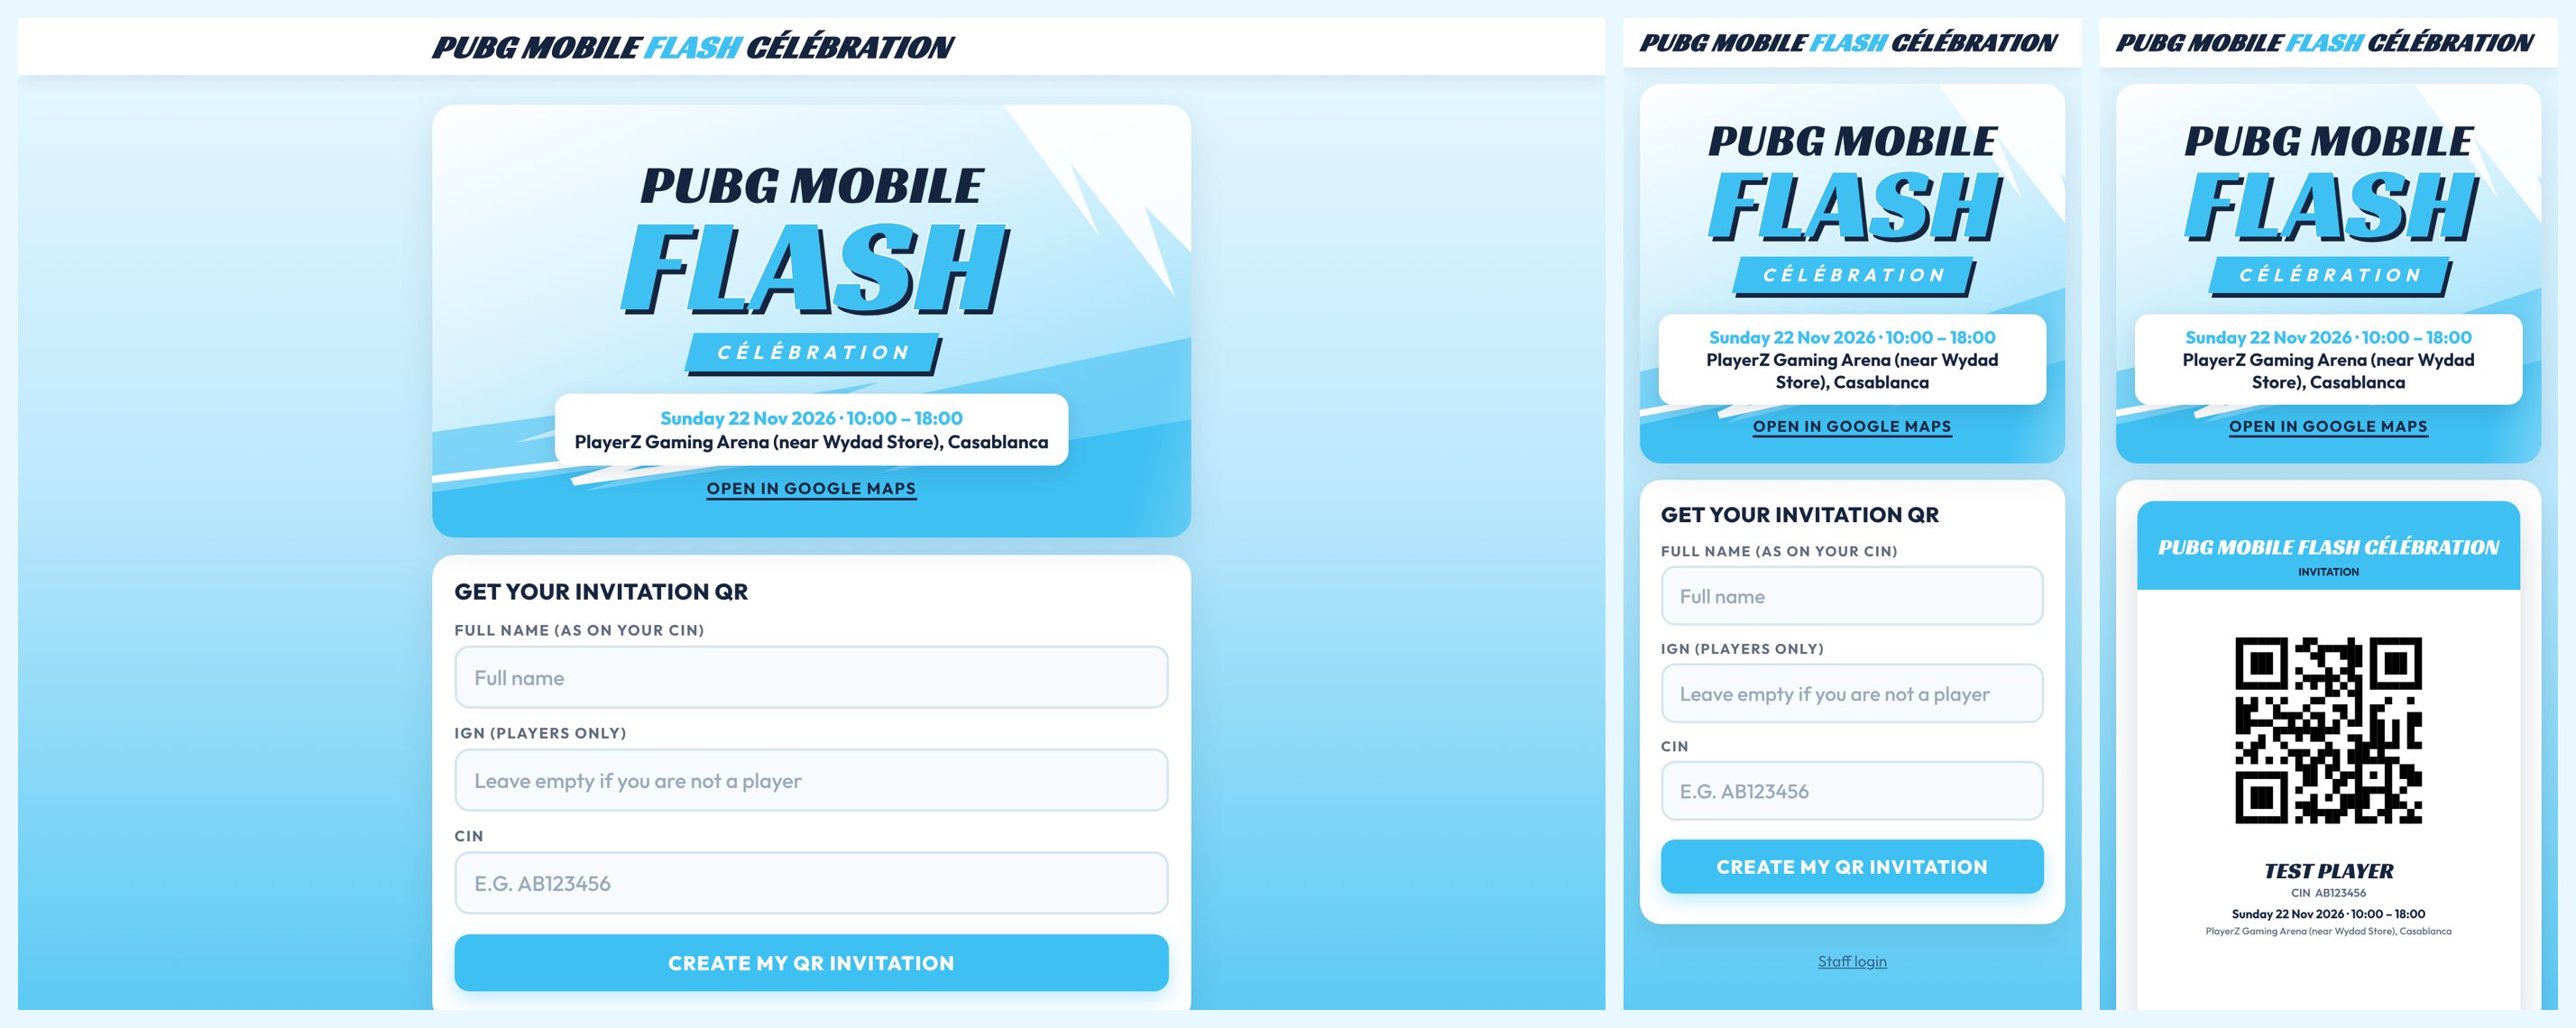 PUBG MOBILE FLASH CÉLÉBRATION
PUBG MOBILE
FLASH
CÉLÉBRATION
Sunday 22 Nov 2026 · 10:00 – 18:00
PlayerZ Gaming Arena (near Wydad Store), Casablanca
OPEN IN GOOGLE MAPS
GET YOUR INVITATION QR
FULL NAME (AS ON YOUR CIN)
Full name
IGN (PLAYERS ONLY)
Leave empty if you are not a player
CIN
E.G. AB123456
CREATE MY QR INVITATION
PUBG MOBILE FLASH CÉLÉBRATION
PUBG MOBILE
FLASH
CÉLÉBRATION
Sunday 22 Nov 2026 · 10:00 – 18:00
PlayerZ Gaming Arena (near Wydad
Store), Casablanca
OPEN IN GOOGLE MAPS
GET YOUR INVITATION QR
FULL NAME (AS ON YOUR CIN)
Full name
IGN (PLAYERS ONLY)
Leave empty if you are not a player
CIN
E.G. AB123456
CREATE MY QR INVITATION
Staff login
PUBG MOBILE FLASH CÉLÉBRATION
PUBG MOBILE
FLASH
CÉLÉBRATION
Sunday 22 Nov 2026 · 10:00 – 18:00
PlayerZ Gaming Arena (near Wydad
Store), Casablanca
OPEN IN GOOGLE MAPS
PUBG MOBILE FLASH CÉLÉBRATION
INVITATION
TEST PLAYER
CIN AB123456
Sunday 22 Nov 2026 · 10:00 – 18:00
PlayerZ Gaming Arena (near Wydad Store), Casablanca